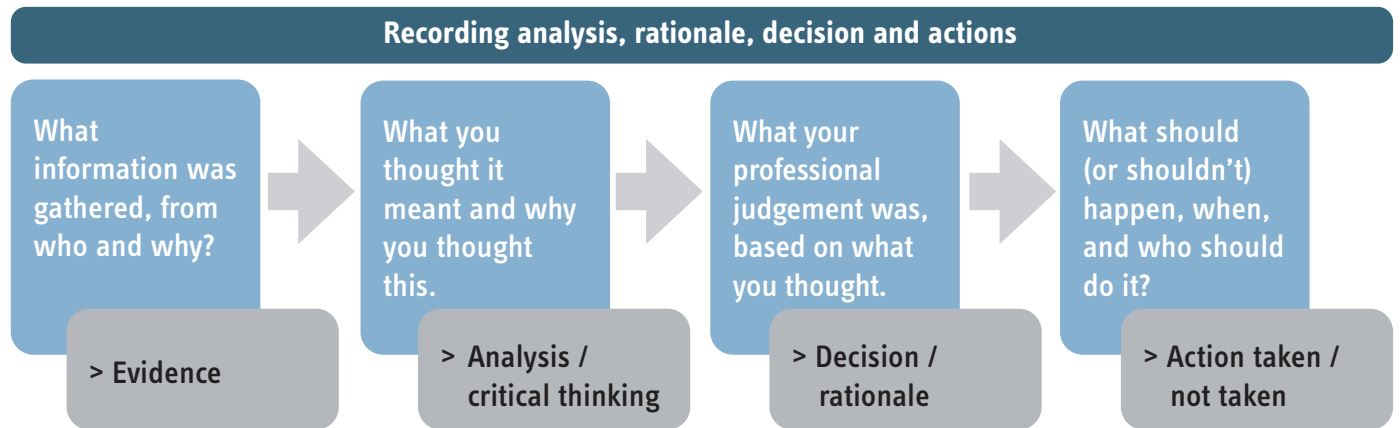 Recording analysis, rationale, decision and actions
What
information was
gathered, from
who and why?
> Evidence
What you
thought it
meant and why
you thought
this.
> Analysis /
critical thinking
What your
professional
judgement was,
based on what
you thought.
> Decision /
rationale
What should
(or shouldn’t)
happen, when,
and who should
do it?
> Action taken /
not taken